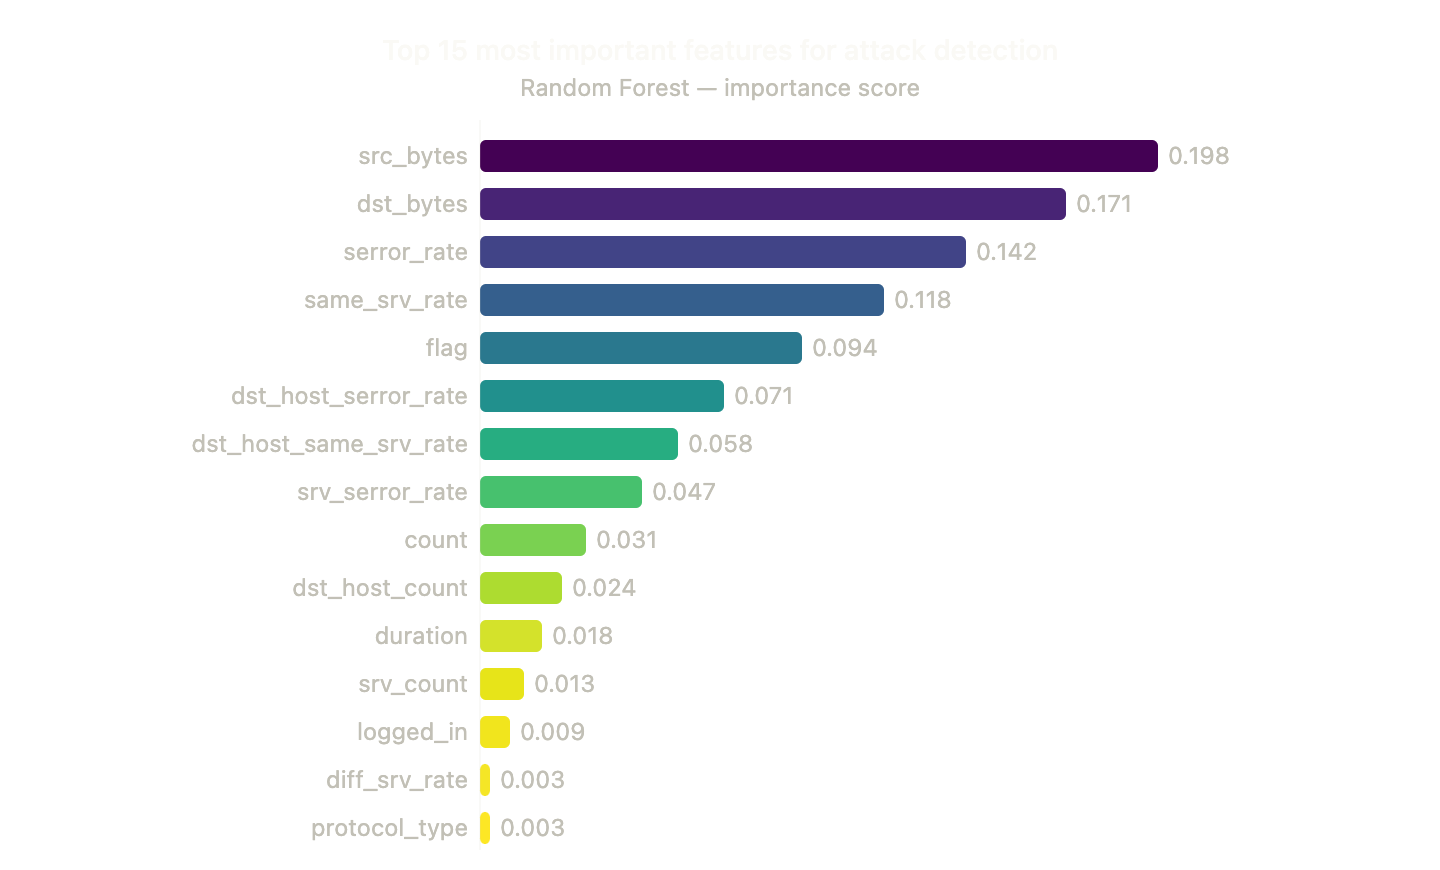 Top 15 most important features for attack detection
Random Forest — importance score
src_bytes 0.198
dst_bytes 0.171
serror_rate 0.142
same_srv_rate 0.118
flag 0.094
dst_host_serror_rate 0.071
dst_host_same_srv_rate 0.058
srv_serror_rate 0.047
count 0.031
dst_host_count 0.024
duration 0.018
srv_count 0.013
logged_in 0.009
diff_srv_rate 0.003
protocol_type 0.003